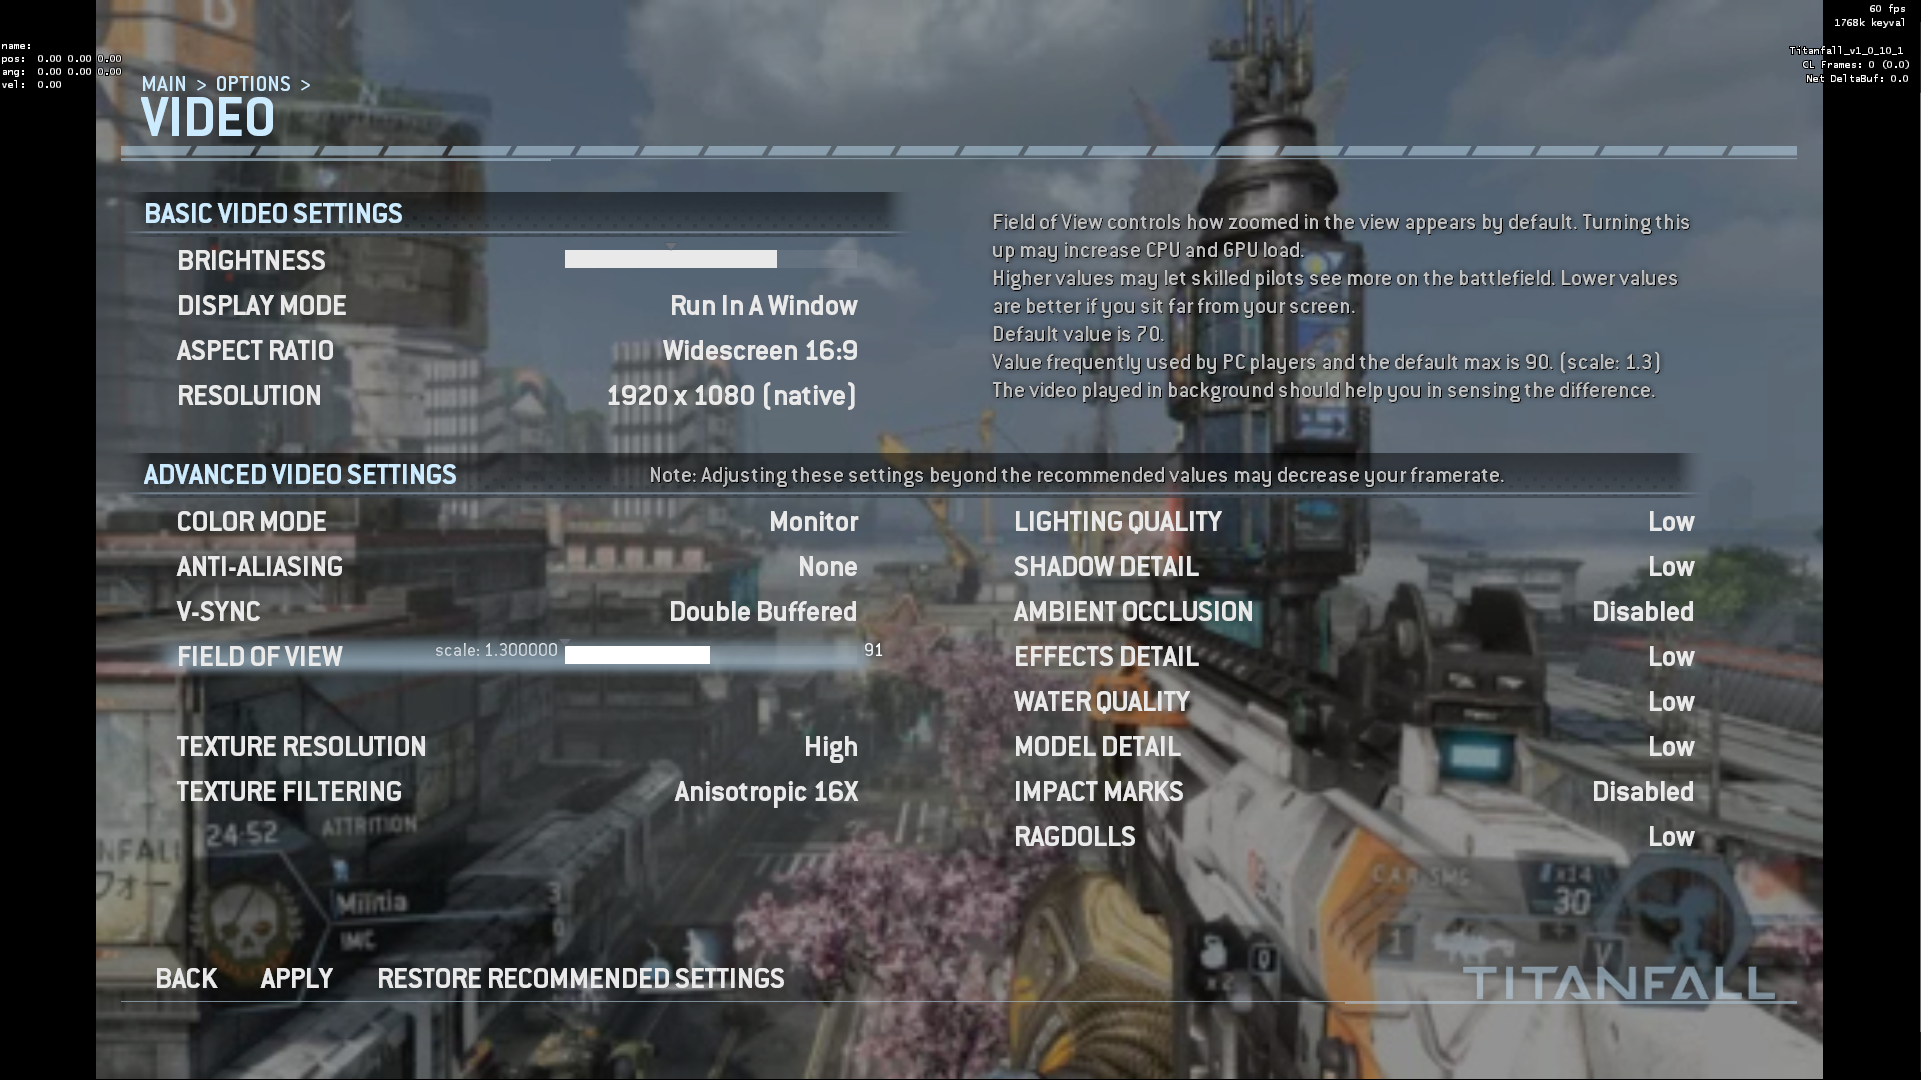 60 fps
1768k keyval
name:
pos: 0.00 0.00 0.00
ang: 0.00 0.00 0.00
vel: 0.00
Titanfall_v1_0_10_1
CL Frames: 0 (0.0)
Net DeltaBuf: 0.0
MAIN > OPTIONS >
VIDEO
BASIC VIDEO SETTINGS
BRIGHTNESS
DISPLAY MODE Run In A Window
ASPECT RATIO Widescreen 16:9
RESOLUTION 1920 x 1080 (native)
Field of View controls how zoomed in the view appears by default. Turning this
up may increase CPU and GPU load.
Higher values may let skilled pilots see more on the battlefield. Lower values
are better if you sit far from your screen.
Default value is 70.
Value frequently used by PC players and the default max is 90. (scale: 1.3)
The video played in background should help you in sensing the difference.
ADVANCED VIDEO SETTINGS Note: Adjusting these settings beyond the recommended values may decrease your framerate.
COLOR MODE Monitor
ANTI-ALIASING None
V-SYNC Double Buffered
FIELD OF VIEW scale: 1.300000 91
TEXTURE RESOLUTION High
TEXTURE FILTERING Anisotropic 16X
LIGHTING QUALITY Low
SHADOW DETAIL Low
AMBIENT OCCLUSION Disabled
EFFECTS DETAIL Low
WATER QUALITY Low
MODEL DETAIL Low
IMPACT MARKS Disabled
RAGDOLLS Low
24:52 ATTRITION
Militia
IMC
CAR SMG x14
30
1
V
Q
x2
BACK APPLY RESTORE RECOMMENDED SETTINGS
TITANFALL